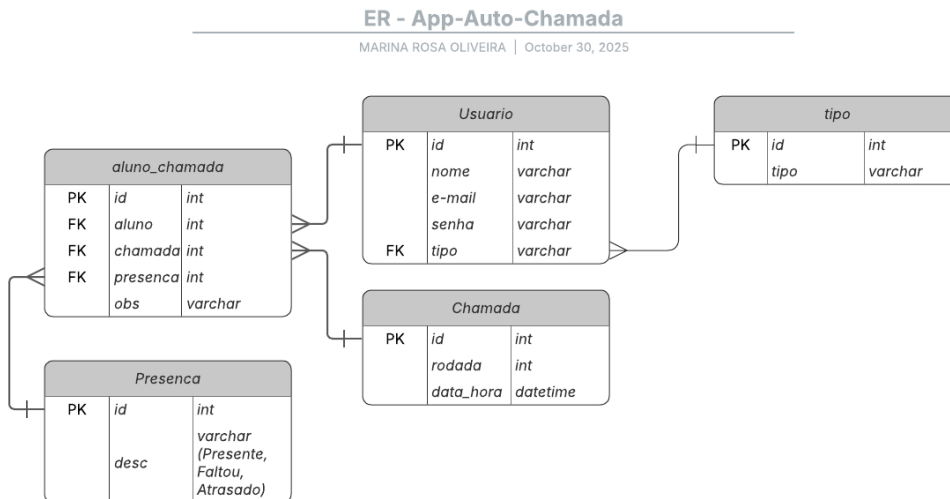 ER - App-Auto-Chamada
MARINA ROSA OLIVEIRA | October 30, 2025
aluno_chamada
PK id int
FK aluno int
FK chamada int
FK presenca int
obs varchar
Usuario
PK id int
nome varchar
e-mail varchar
senha varchar
FK tipo varchar
tipo
PK id int
tipo varchar
Chamada
PK id int
rodada int
data_hora datetime
Presenca
PK id int
desc varchar
(Presente,
Faltou,
Atrasado)